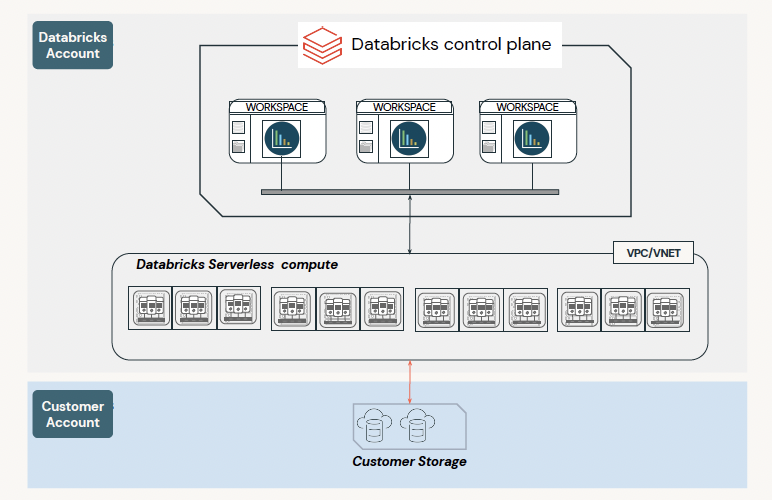 Databricks
Account
Databricks control plane
WORKSPACE
WORKSPACE
WORKSPACE
VPC/VNET
Databricks Serverless compute
Customer
Account
Customer Storage